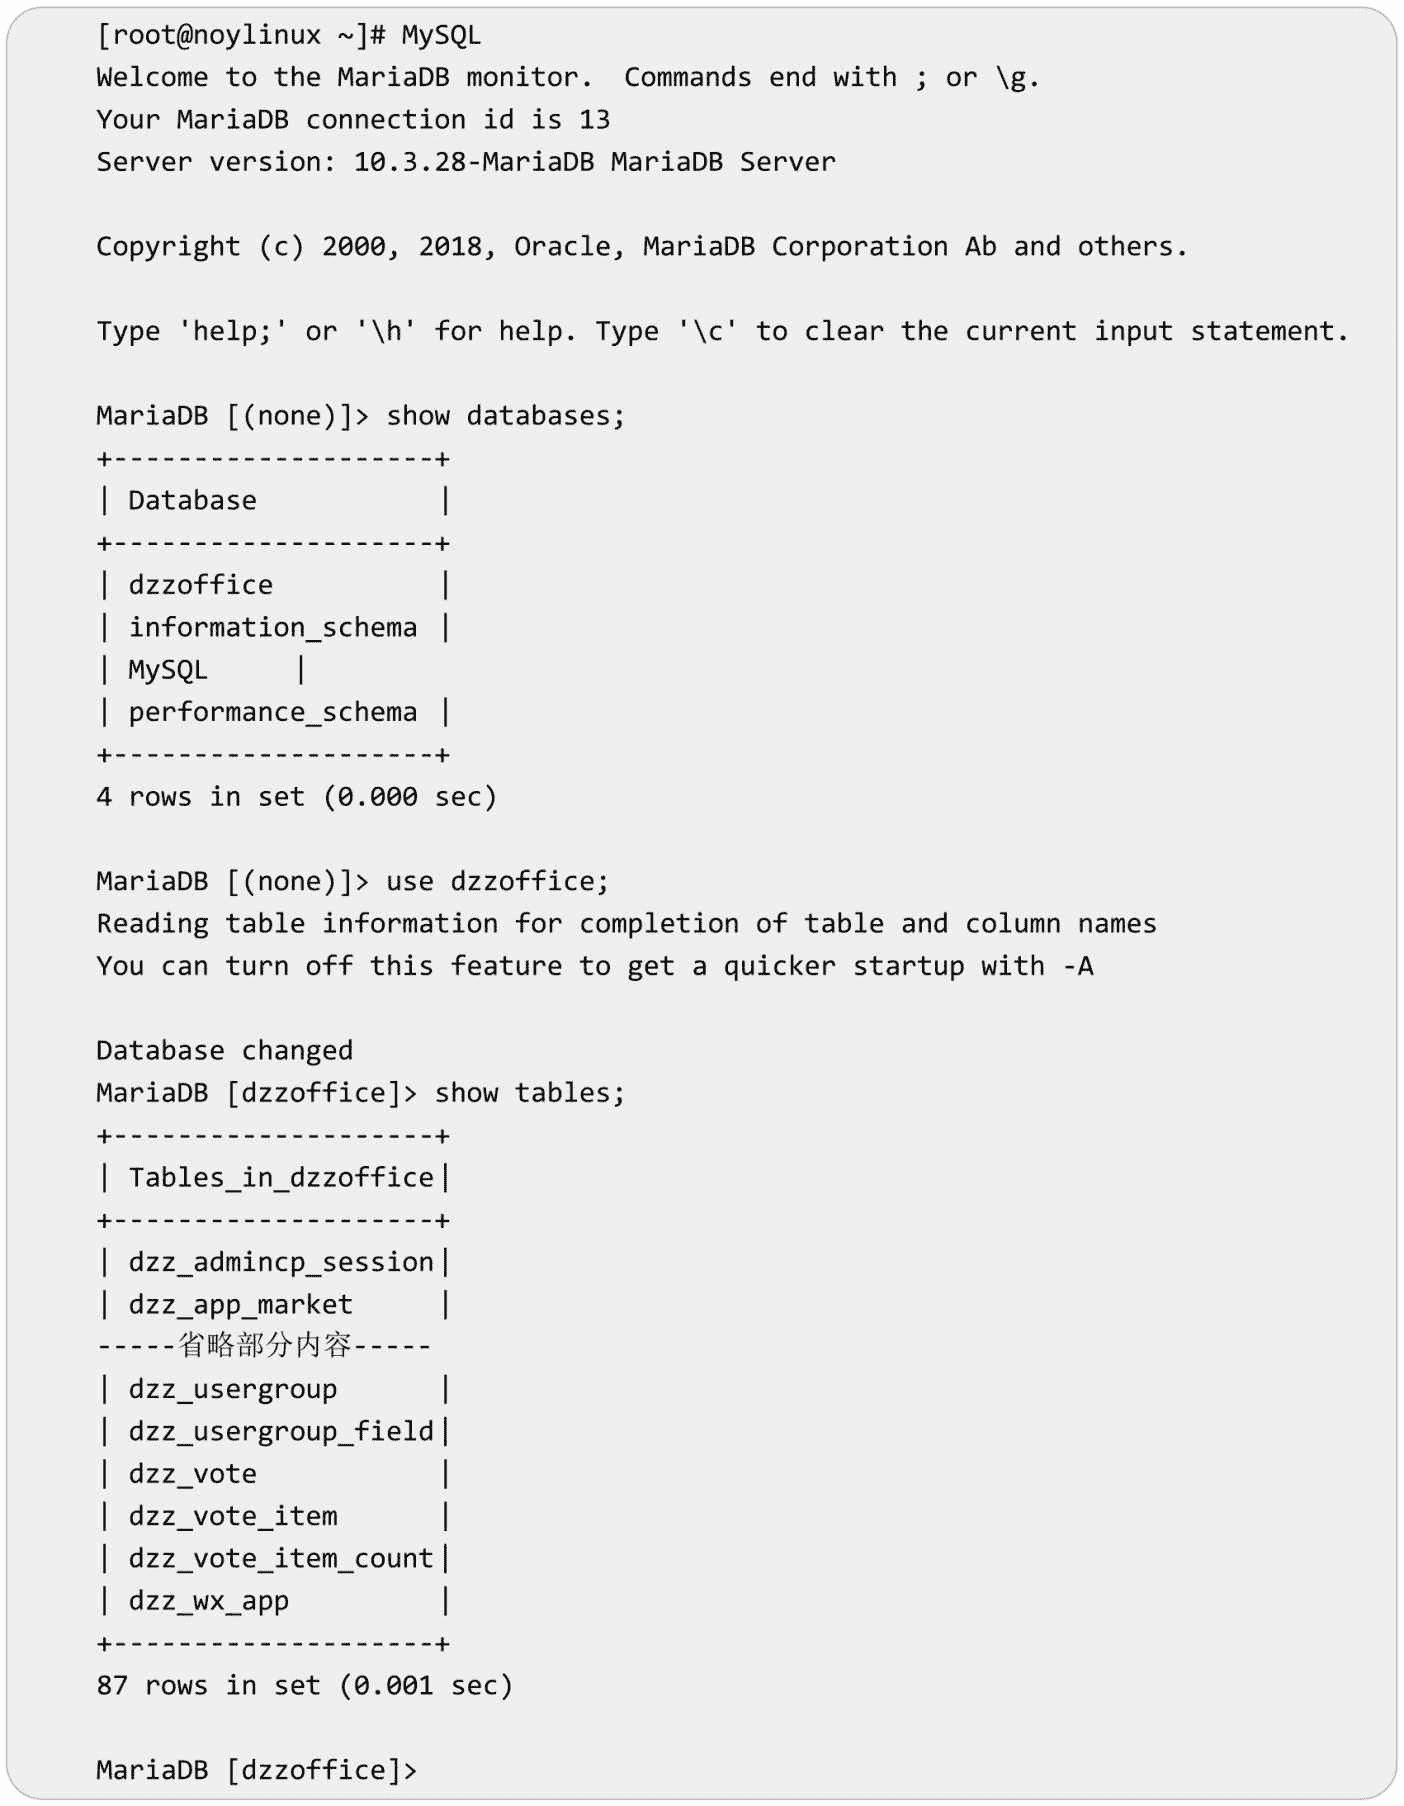 [root@noylinux ~]# MySQL
Welcome to the MariaDB monitor.  Commands end with ; or \g.
Your MariaDB connection id is 13
Server version: 10.3.28-MariaDB MariaDB Server

Copyright (c) 2000, 2018, Oracle, MariaDB Corporation Ab and others.

Type 'help;' or '\h' for help. Type '\c' to clear the current input statement.

MariaDB [(none)]> show databases;
+--------------------+
| Database           |
+--------------------+
| dzzoffice          |
| information_schema |
| MySQL     |
| performance_schema |
+--------------------+
4 rows in set (0.000 sec)

MariaDB [(none)]> use dzzoffice;
Reading table information for completion of table and column names
You can turn off this feature to get a quicker startup with -A

Database changed
MariaDB [dzzoffice]> show tables;
+--------------------+
| Tables_in_dzzoffice|
+--------------------+
| dzz_admincp_session|
| dzz_app_market     |
-----省略部分内容-----
| dzz_usergroup      |
| dzz_usergroup_field|
| dzz_vote           |
| dzz_vote_item      |
| dzz_vote_item_count|
| dzz_wx_app         |
+--------------------+
87 rows in set (0.001 sec)

MariaDB [dzzoffice]>